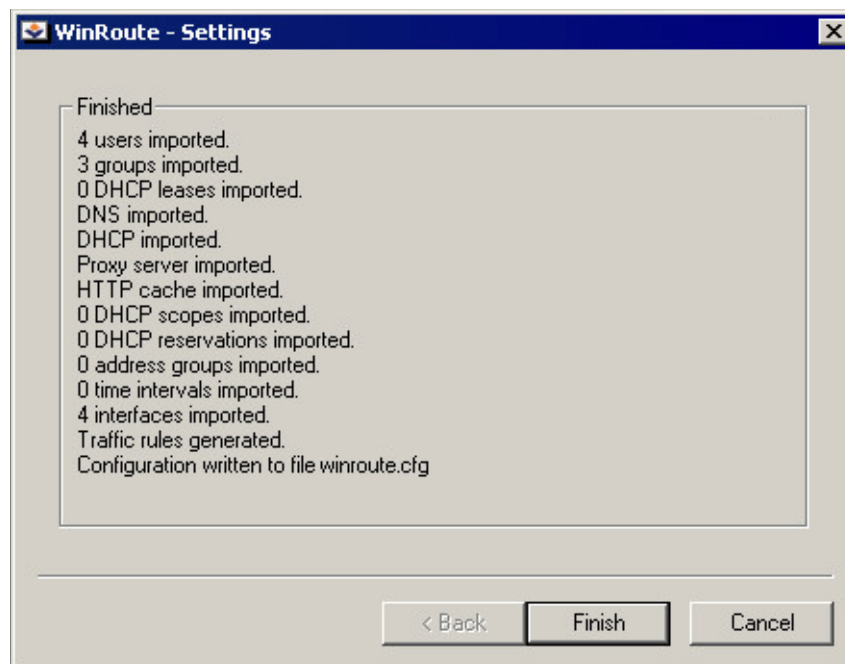 WinRoute - Settings
Finished
4 users imported.
3 groups imported.
0 DHCP leases imported.
DNS imported.
DHCP imported.
Proxy server imported.
HTTP cache imported.
0 DHCP scopes imported.
0 DHCP reservations imported.
0 address groups imported.
0 time intervals imported.
4 interfaces imported.
Traffic rules generated.
Configuration written to file winroute.cfg
< Back Finish Cancel